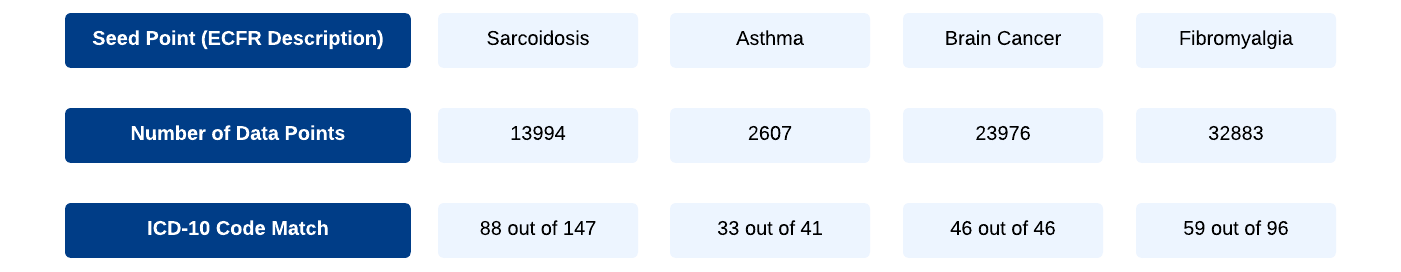 Seed Point (ECFR Description) Sarcoidosis Asthma Brain Cancer Fibromyalgia
Number of Data Points 13994 2607 23976 32883
ICD-10 Code Match 88 out of 147 33 out of 41 46 out of 46 59 out of 96